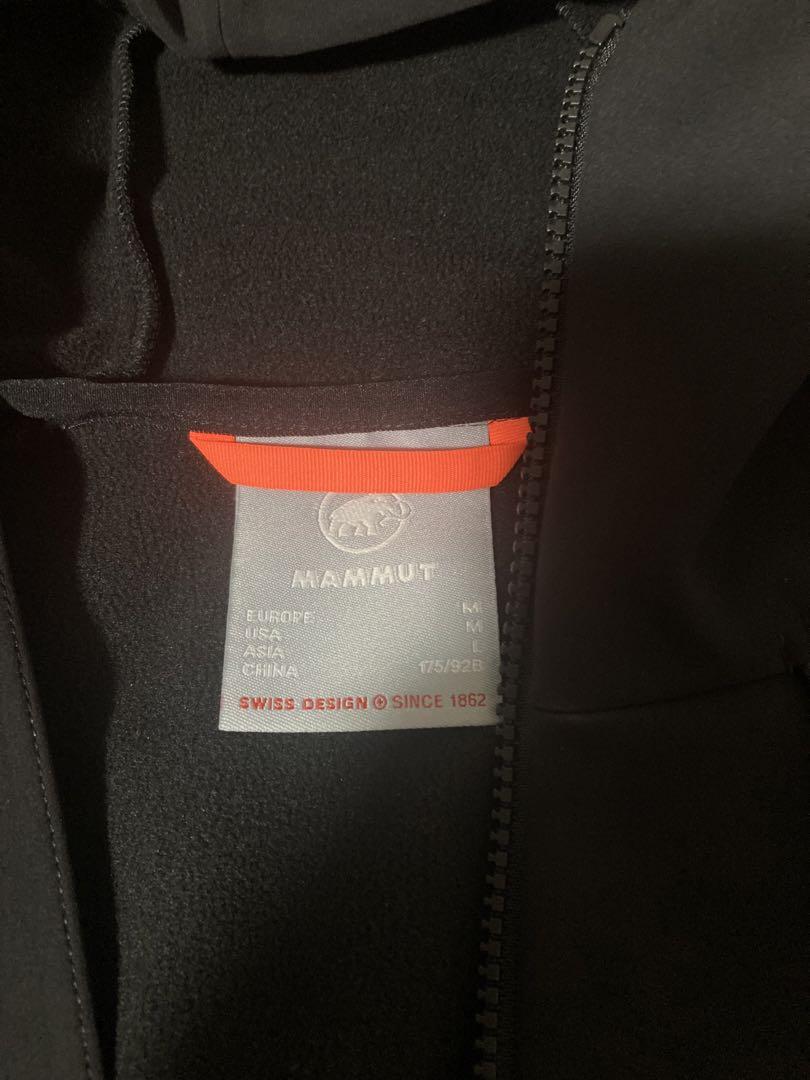 MAMMUT
EUROPE M
USA M
ASIA L
CHINA 175/92B
SWISS DESIGN SINCE 1862